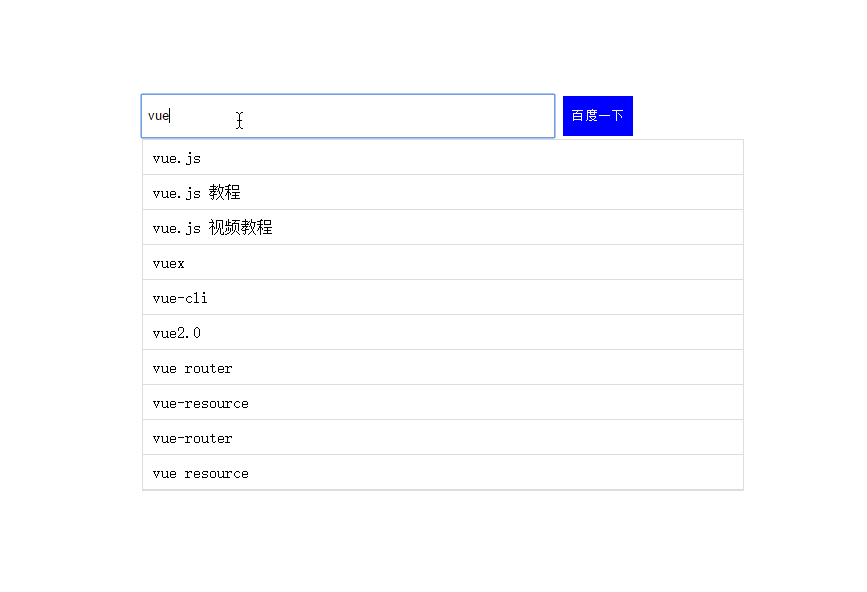 vue
百度一下
vue.js
vue.js 教程
vue.js 视频教程
vuex
vue-cli
vue2.0
vue router
vue-resource
vue-router
vue resource